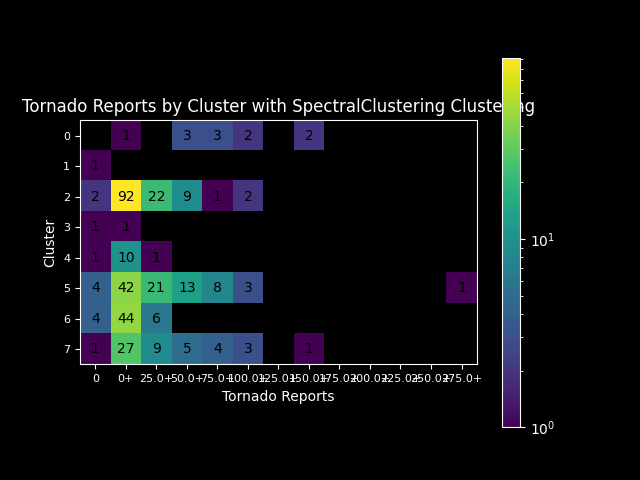 Tornado Reports by Cluster with SpectralClustering Clustering
Cluster
0 1 3 3 2 2
1 1
2 2 92 22 9 1 2
3 1 1
4 1 10 1
5 4 42 21 13 8 3 1
6 4 44 6
7 1 27 9 5 4 3 1
0 0+ 25.0+ 50.0+ 75.0+ 100.0+ 125.0+ 150.0+ 175.0+ 200.0+ 225.0+ 250.0+ 275.0+
Tornado Reports
10^1
10^0